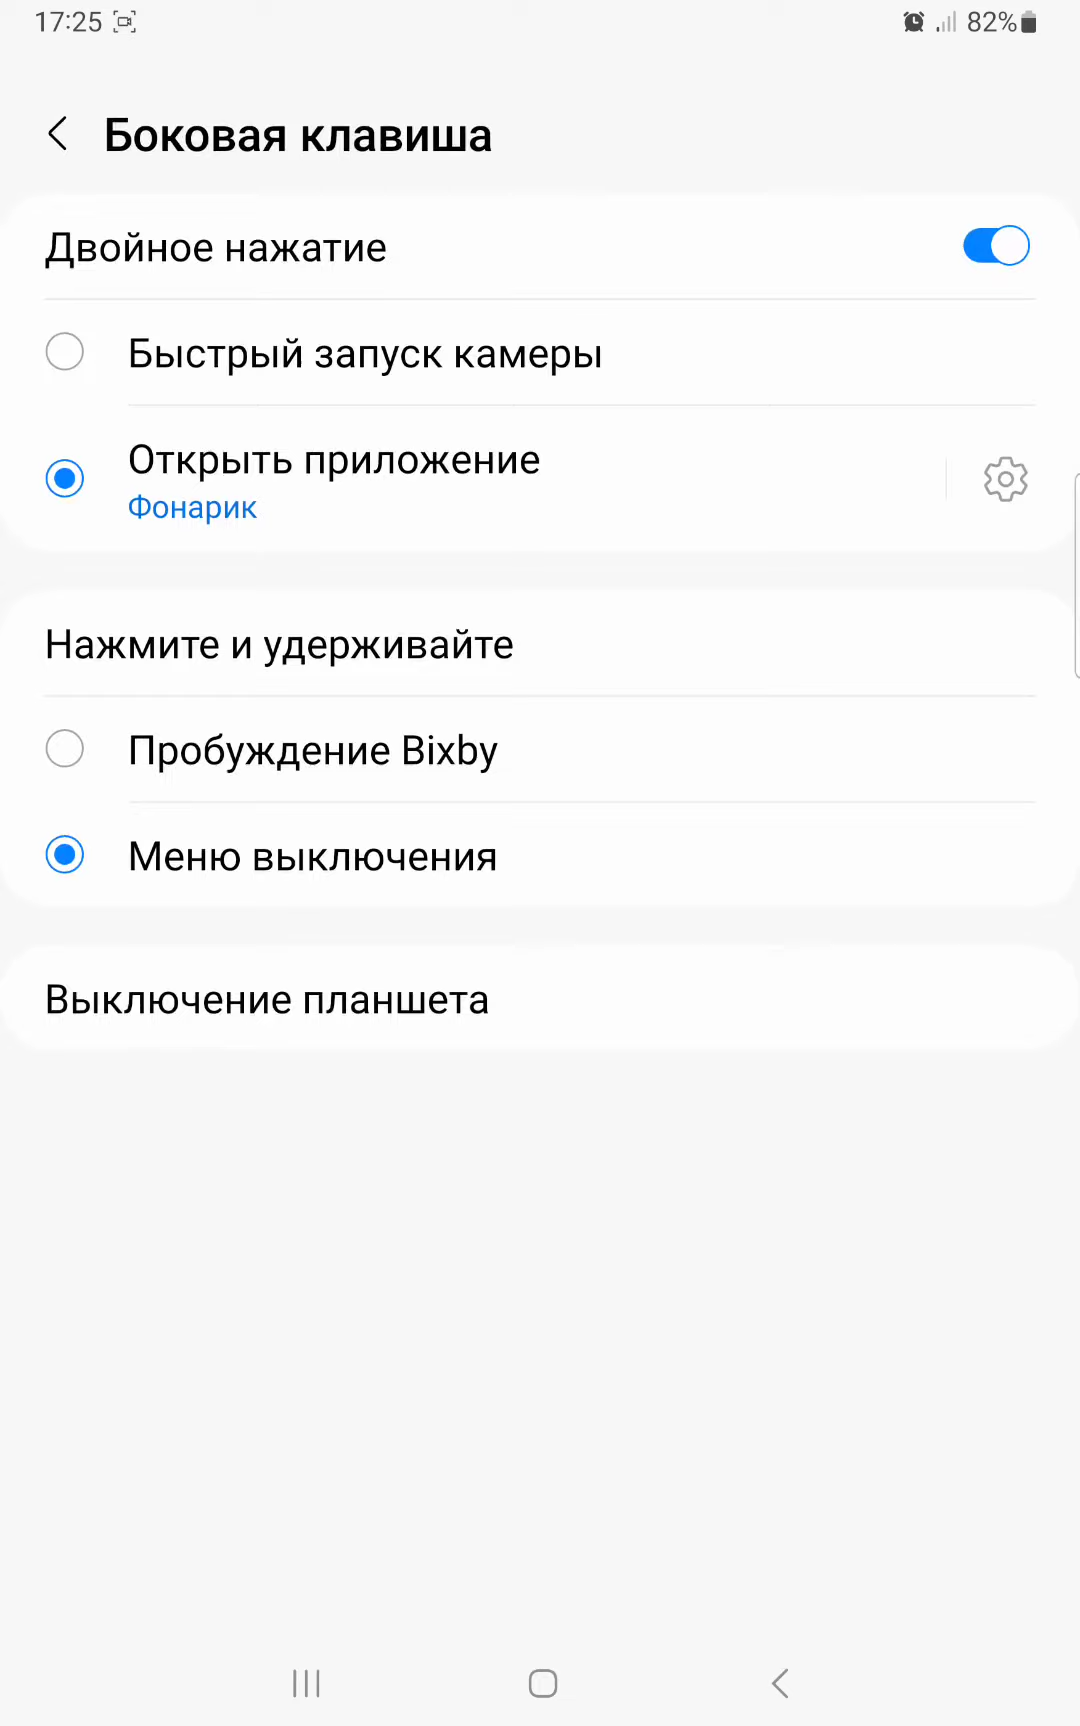 17:25
82%
Боковая клавиша
Двойное нажатие
Быстрый запуск камеры
Открыть приложение
Фонарик
Нажмите и удерживайте
Пробуждение Bixby
Меню выключения
Выключение планшета